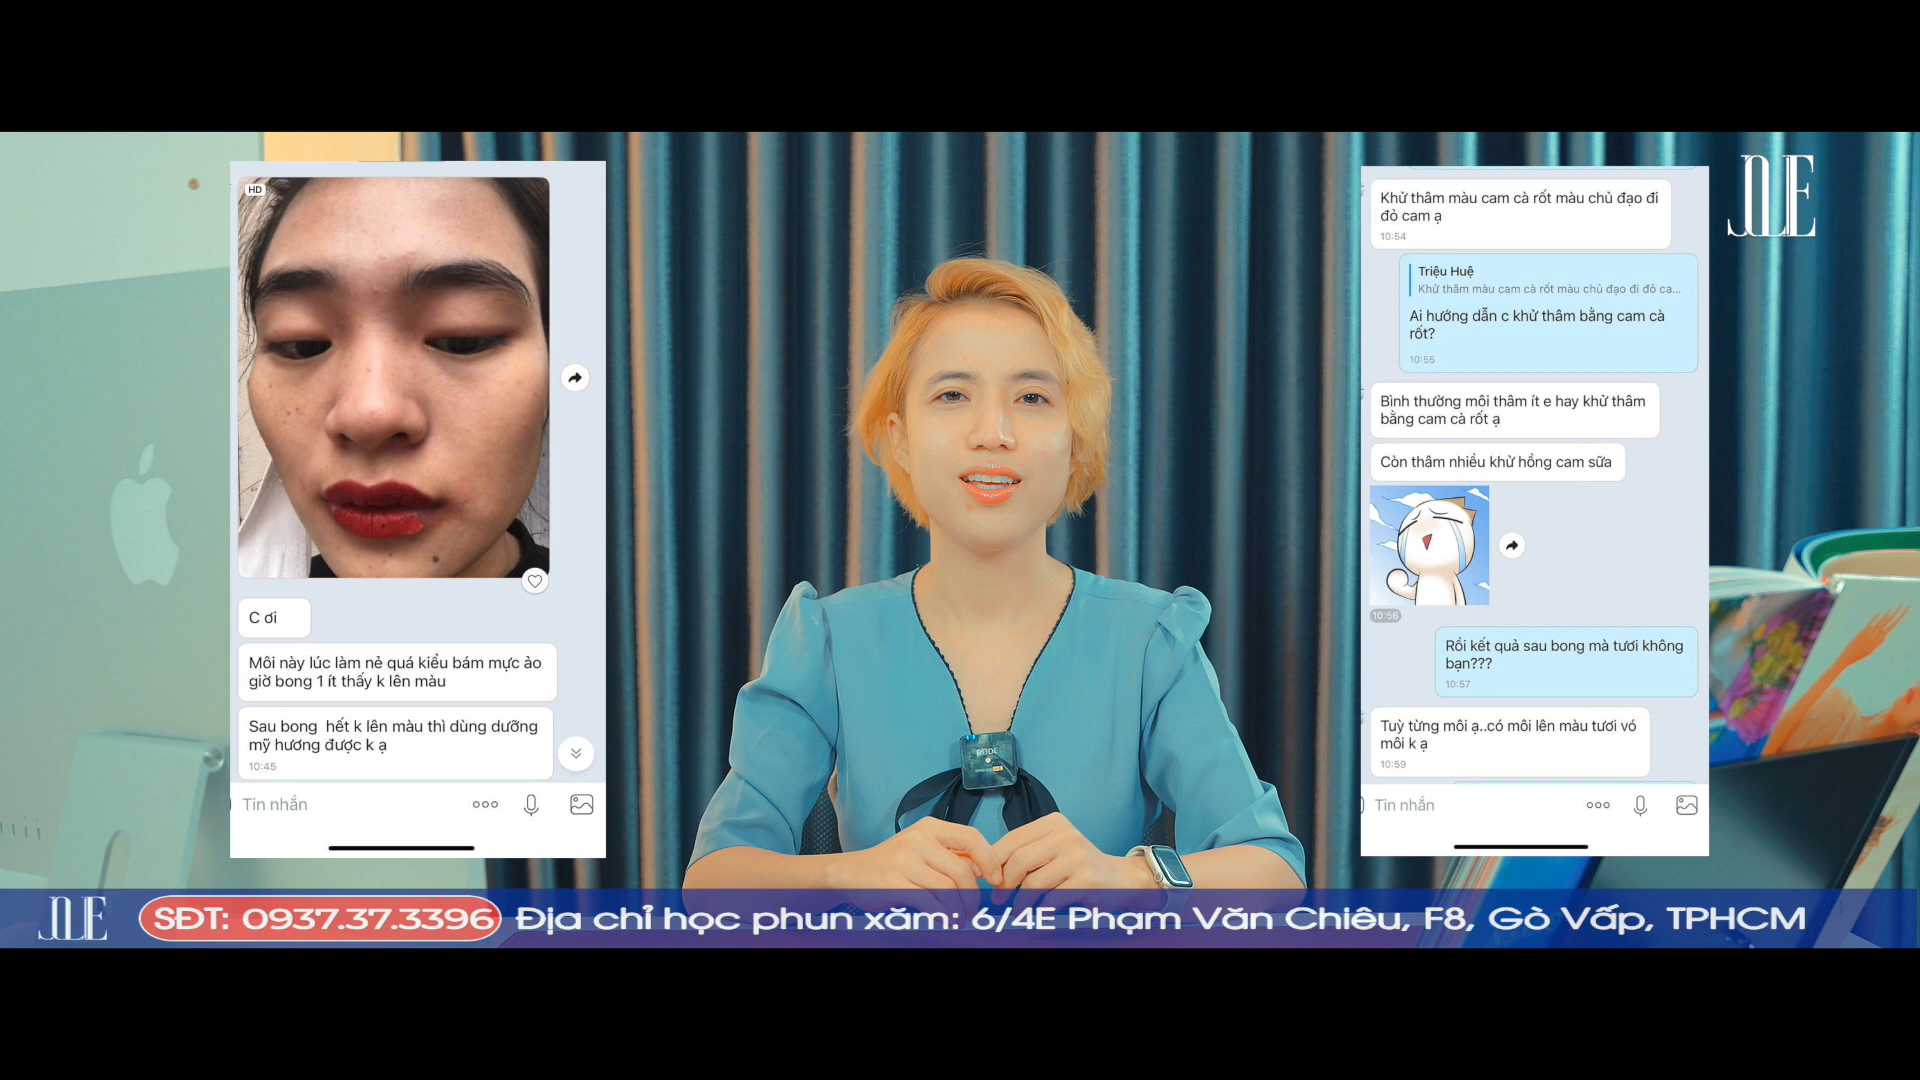 HD
C ơi
Môi này lúc làm nẻ quá kiểu bám mực ảo
giờ bong 1 ít thấy k lên màu
Sau bong hết k lên màu thì dùng dưỡng
mỹ hương được k ạ
10:45
Tin nhắn
RODE
Khử thâm màu cam cà rốt màu chủ đạo đi
đỏ cam ạ
10:54
Triệu Huệ
Khử thâm màu cam cà rốt màu chủ đạo đi đỏ ca...
Ai hướng dẫn c khử thâm bằng cam cà
rốt?
10:55
Bình thường môi thâm ít e hay khử thâm
bằng cam cà rốt ạ
Còn thâm nhiều khử hồng cam sữa
10:56
Rồi kết quả sau bong mà tươi không
bạn???
10:57
Tuỳ từng môi ạ..có môi lên màu tươi vó
môi k ạ
10:59
Tin nhắn
JLE
JLE
SĐT: 0937.37.3396 Địa chỉ học phun xăm: 6/4E Phạm Văn Chiêu, F8, Gò Vấp, TPHCM